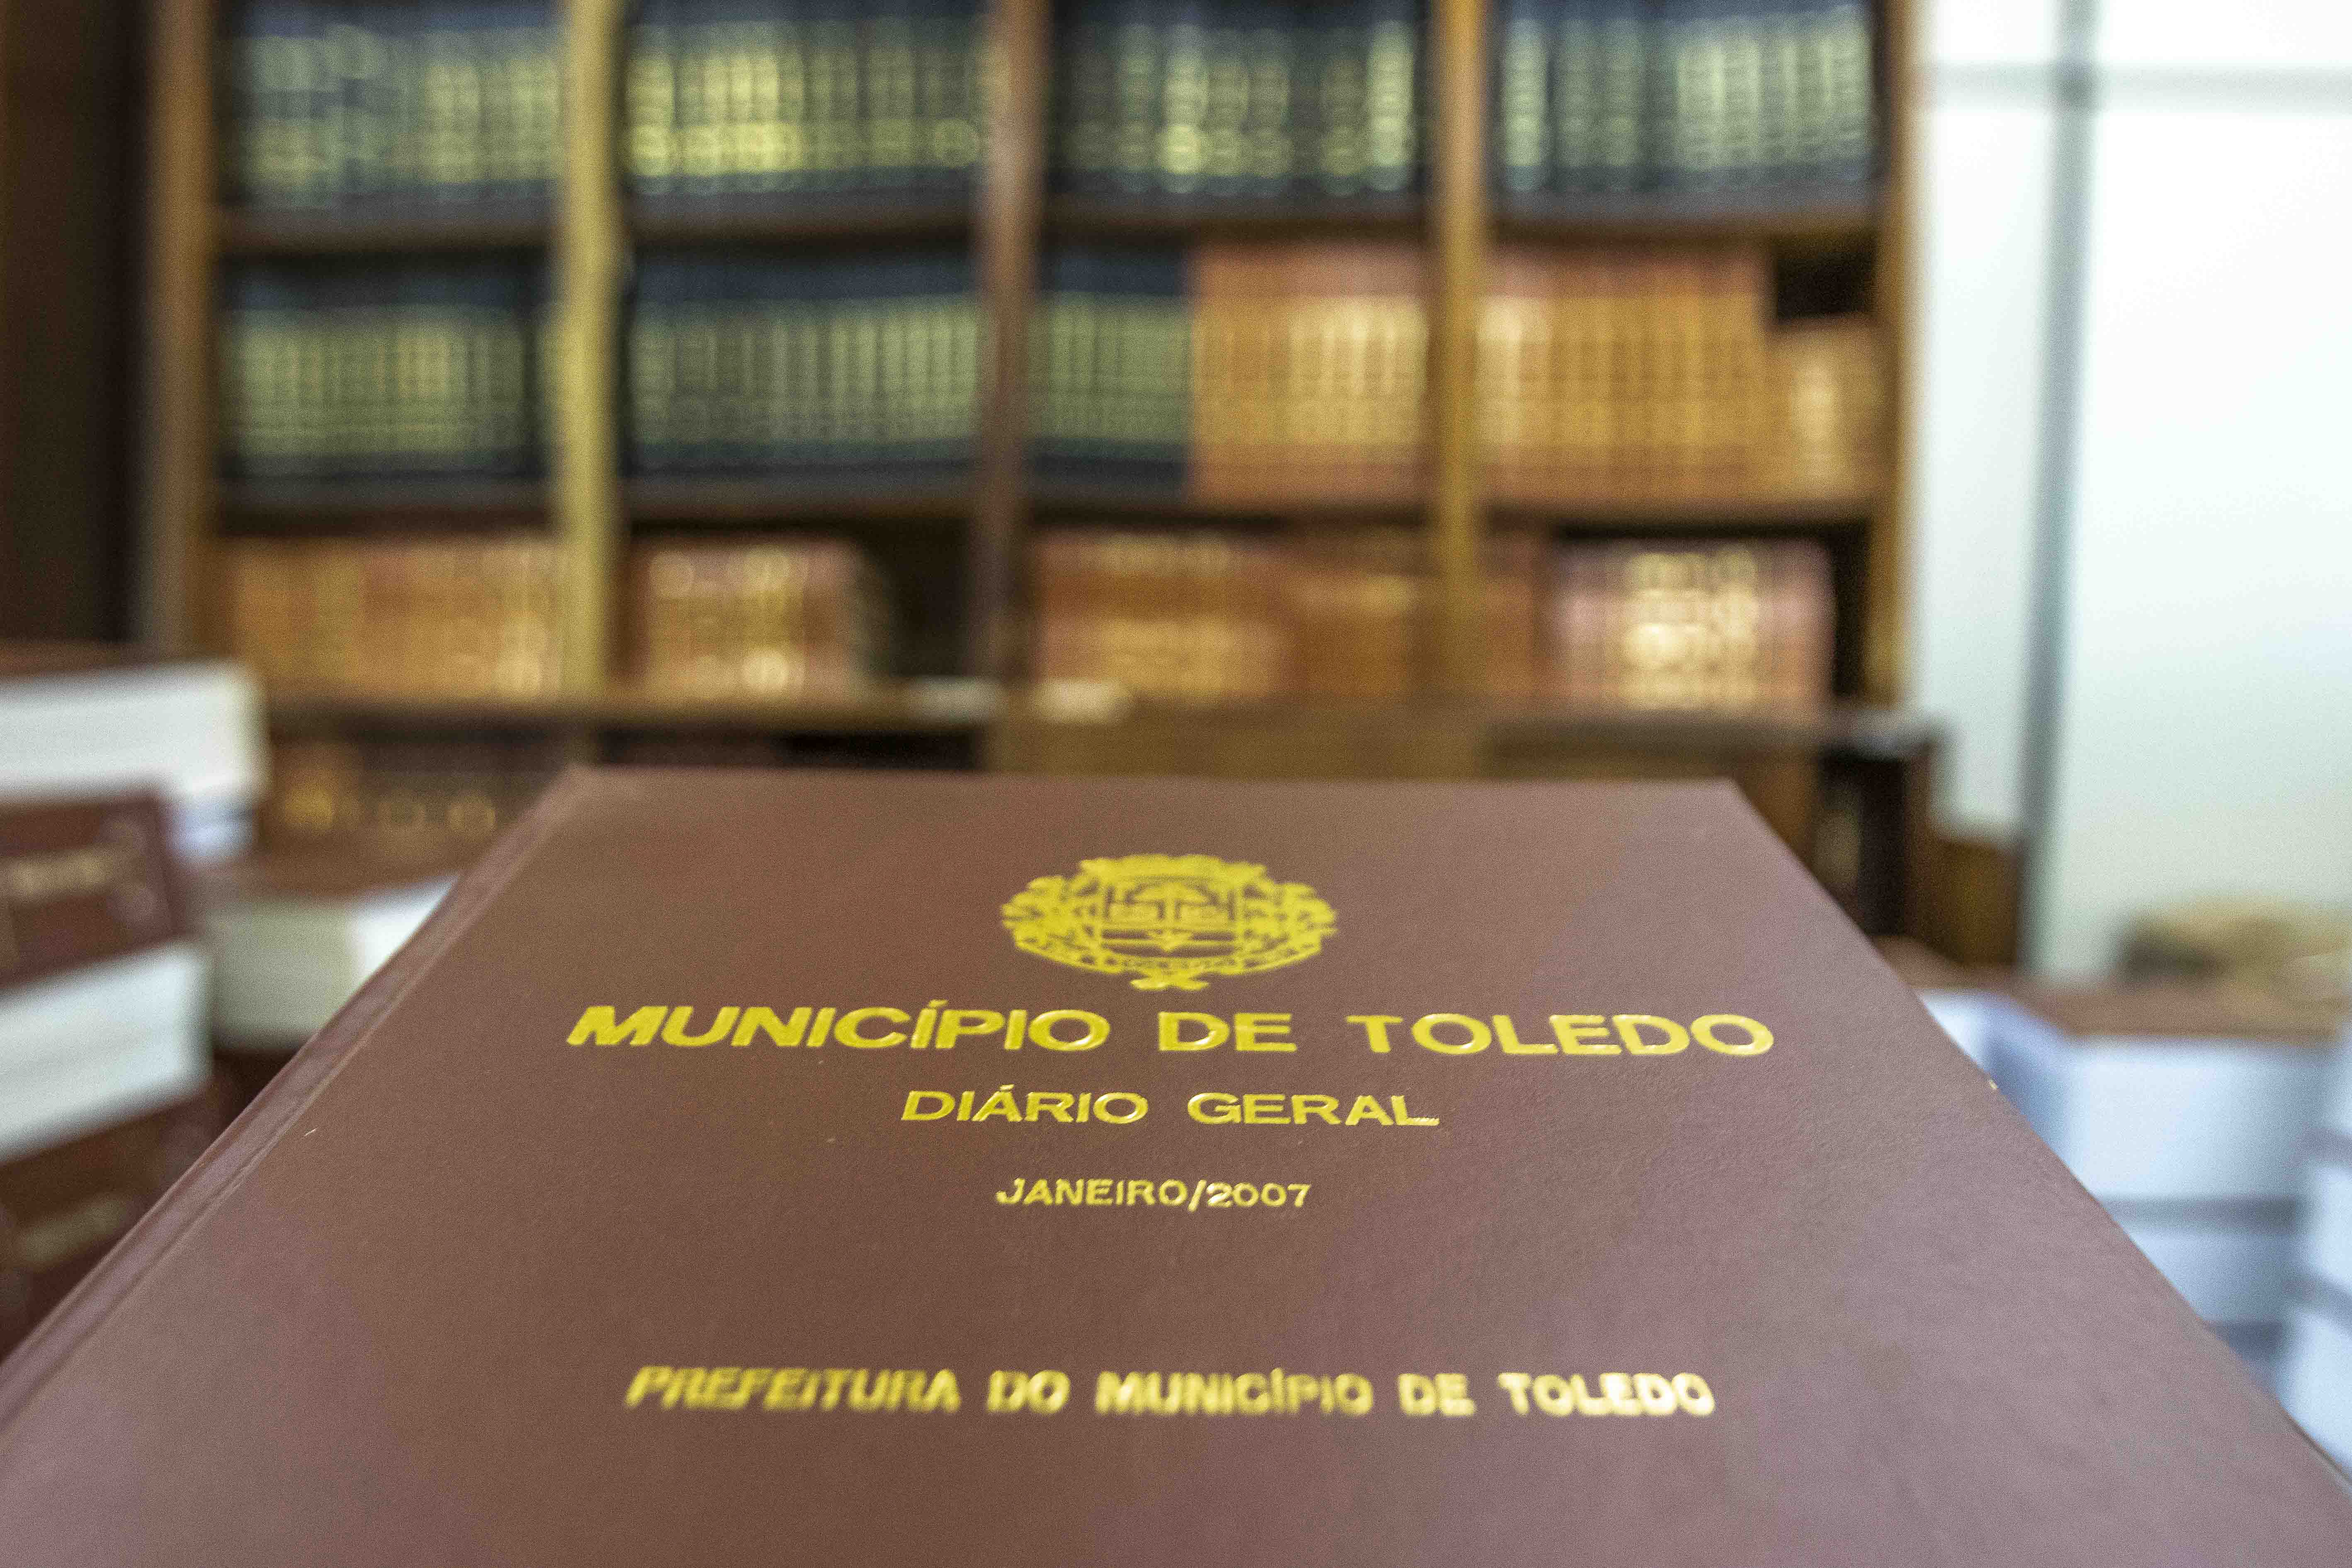 MUNICÍPIO DE TOLEDO
DIÁRIO GERAL
JANEIRO/2007
PREFEITURA DO MUNICÍPIO DE TOLEDO